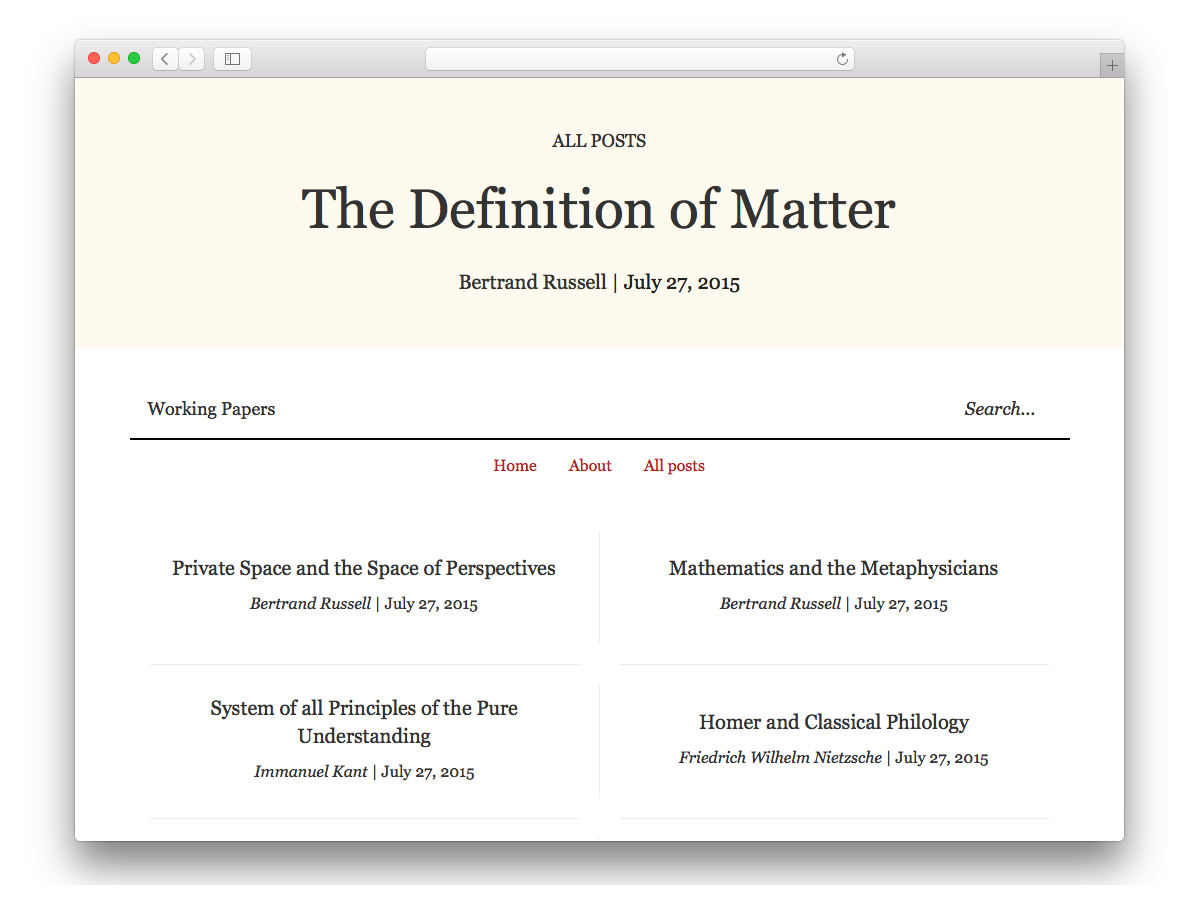 ALL POSTS
The Definition of Matter
Bertrand Russell | July 27, 2015
Working Papers
Search...
Home About All posts
Private Space and the Space of Perspectives
Bertrand Russell | July 27, 2015
Mathematics and the Metaphysicians
Bertrand Russell | July 27, 2015
System of all Principles of the Pure
Understanding
Immanuel Kant | July 27, 2015
Homer and Classical Philology
Friedrich Wilhelm Nietzsche | July 27, 2015